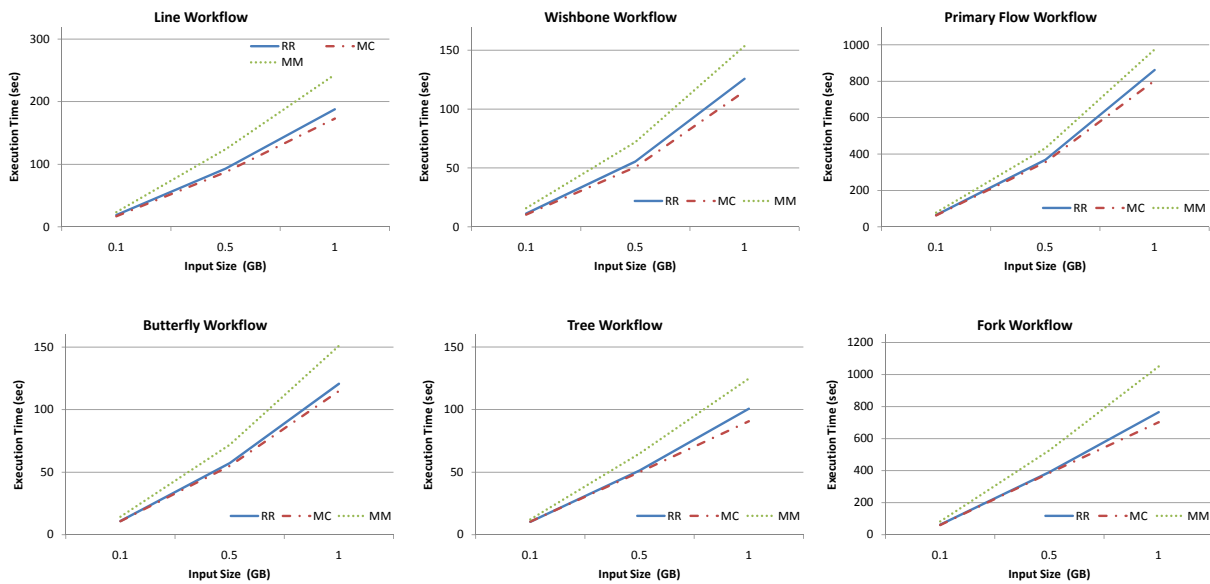 Line Workflow
Execution Time (sec)
300
200
100
0
RR MC
MM
0.1 0.5 1
Input Size (GB)
Wishbone Workflow
Execution Time (sec)
150
100
50
0
RR MC MM
0.1 0.5 1
Input Size (GB)
Primary Flow Workflow
Execution Time (sec)
1000
800
600
400
200
0
RR MC MM
0.1 0.5 1
Input Size (GB)
Butterfly Workflow
Execution Time (sec)
150
100
50
0
RR MC MM
0.1 0.5 1
Input Size (GB)
Tree Workflow
Execution Time (sec)
150
100
50
0
RR MC MM
0.1 0.5 1
Input Size (GB)
Fork Workflow
Execution Time (sec)
1200
1000
800
600
400
200
0
RR MC MM
0.1 0.5 1
Input Size (GB)